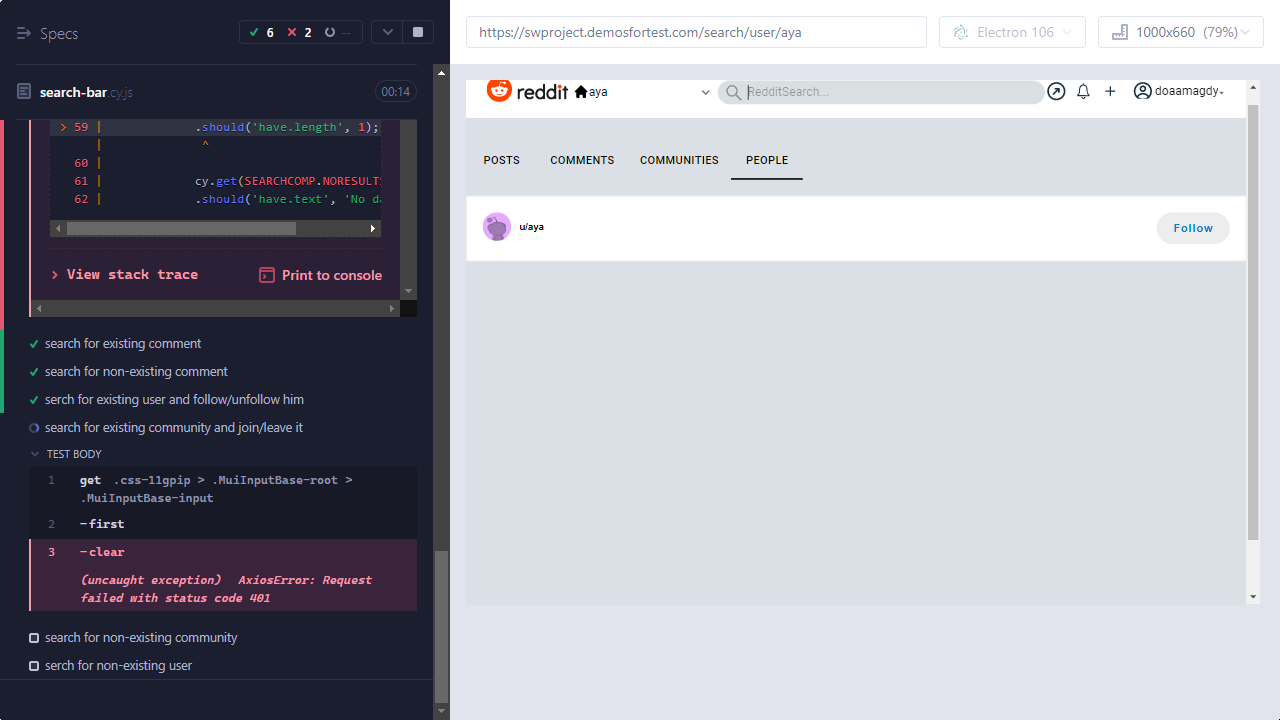 Specs
6
2
--
search-bar.cy.js
00:14
> 59 | .should('have.length', 1);
| ^
60 |
61 | cy.get(SEARCHCOMP.NORESULTS
62 | .should('have.text', 'No da
View stack trace
Print to console
search for existing comment
search for non-existing comment
serch for existing user and follow/unfollow him
search for existing community and join/leave it
TEST BODY
1 get .css-11gpip > .MuiInputBase-root >
.MuiInputBase-input
2 -first
3 -clear
(uncaught exception) AxiosError: Request
failed with status code 401
search for non-existing community
serch for non-existing user
https://swproject.demosfortest.com/search/user/aya
Electron 106
1000x660 (79%)
reddit
aya
RedditSearch...
doaamagdy
POSTS
COMMENTS
COMMUNITIES
PEOPLE
u/aya
Follow